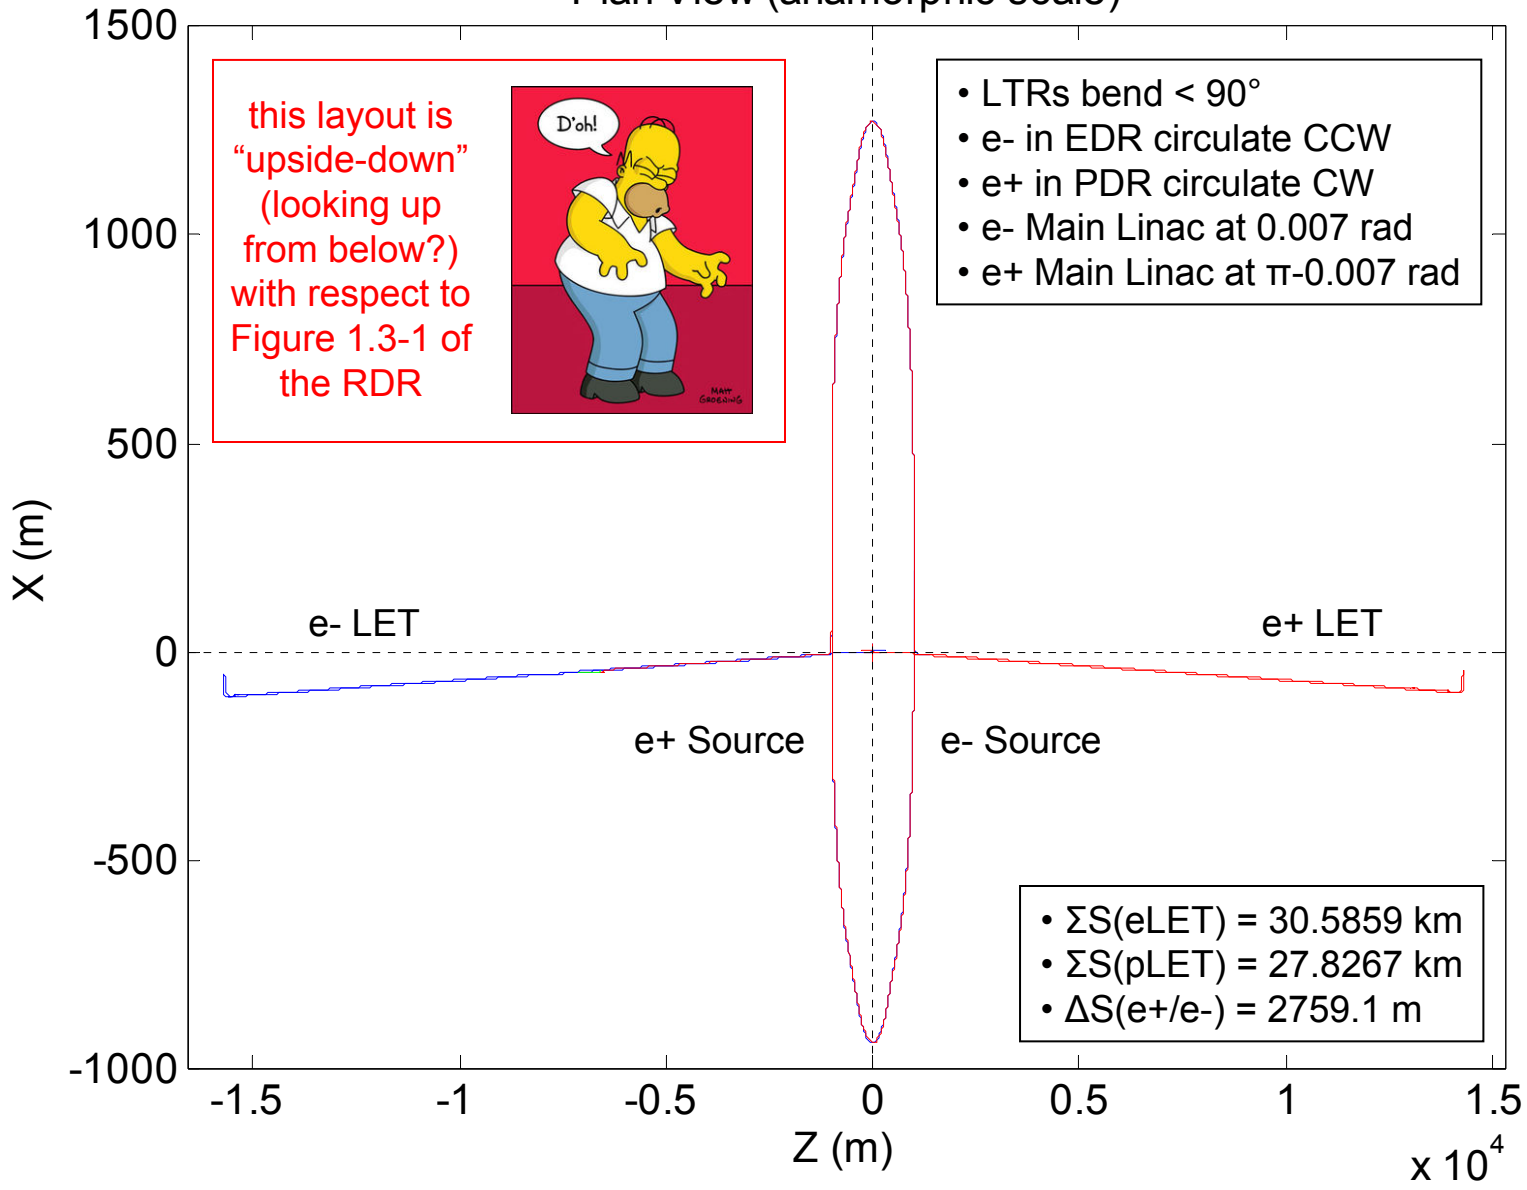 Plan View (anamorphic scale)
1500
1000
500
0
-500
-1000
X (m)
this layout is
“upside-down”
(looking up
from below?)
with respect to
Figure 1.3-1 of
the RDR
D'oh!
MATT
GROENING
• LTRs bend < 90°
• e- in EDR circulate CCW
• e+ in PDR circulate CW
• e- Main Linac at 0.007 rad
• e+ Main Linac at π-0.007 rad
e- LET
e+ LET
e+ Source
e- Source
• ΣS(eLET) = 30.5859 km
• ΣS(pLET) = 27.8267 km
• ΔS(e+/e-) = 2759.1 m
-1.5 -1 -0.5 0 0.5 1 1.5
Z (m)
x 10⁴